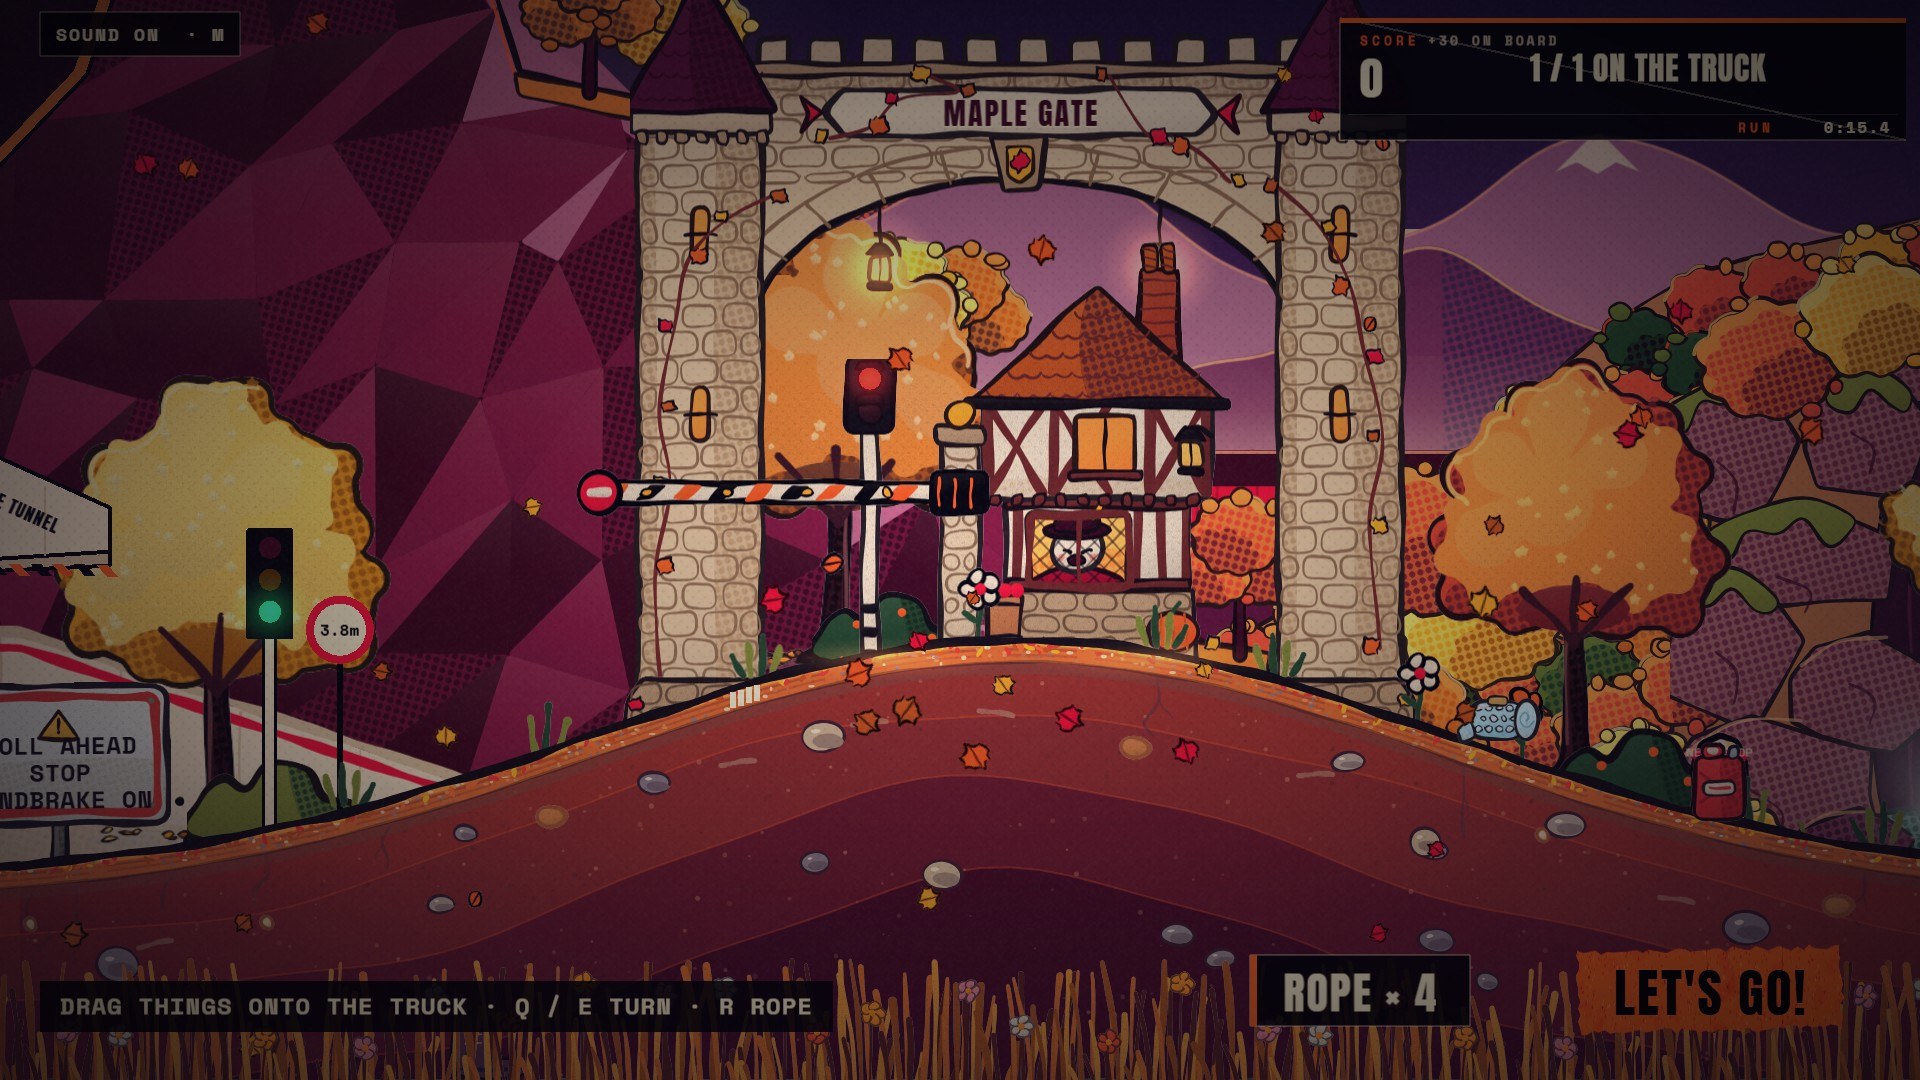 SOUND ON · M
SCORE +30 ON BOARD
0
1 / 1 ON THE TRUCK
RUN 0:15.4
MAPLE GATE
TUNNEL
3.8m
OLL AHEAD
STOP
NDBRAKE ON
DRAG THINGS ONTO THE TRUCK · Q / E TURN · R ROPE
ROPE × 4
LET'S GO!